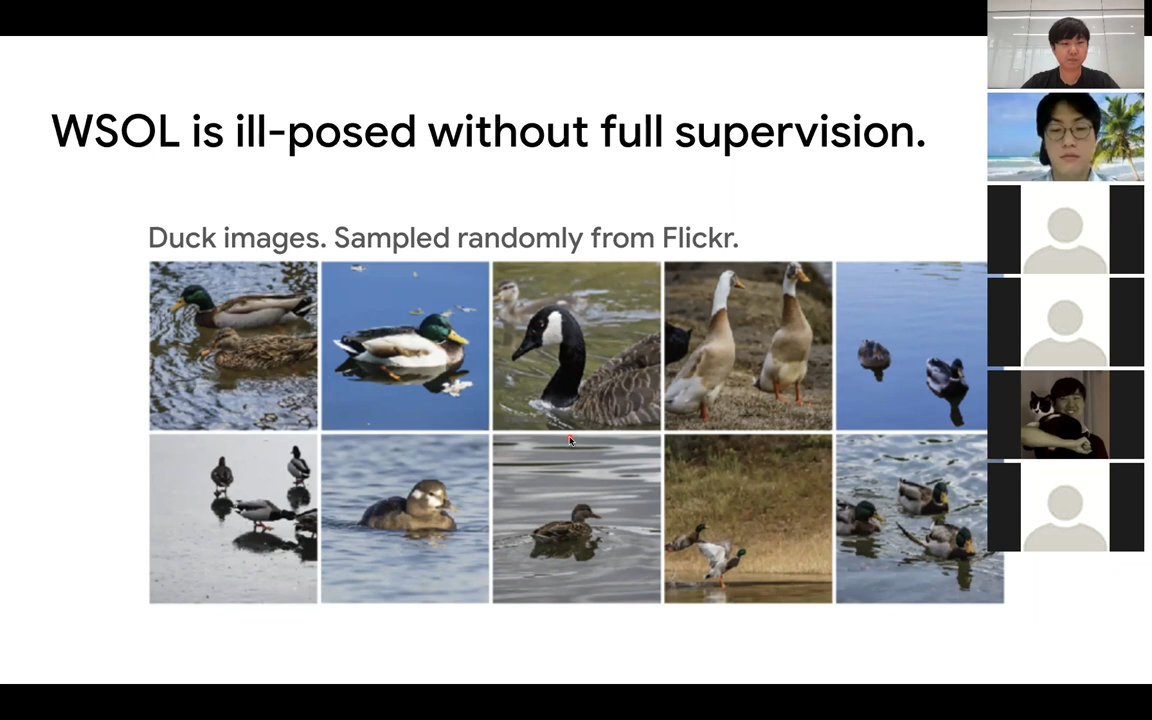 WSOL is ill-posed without full supervision.
Duck images. Sampled randomly from Flickr.